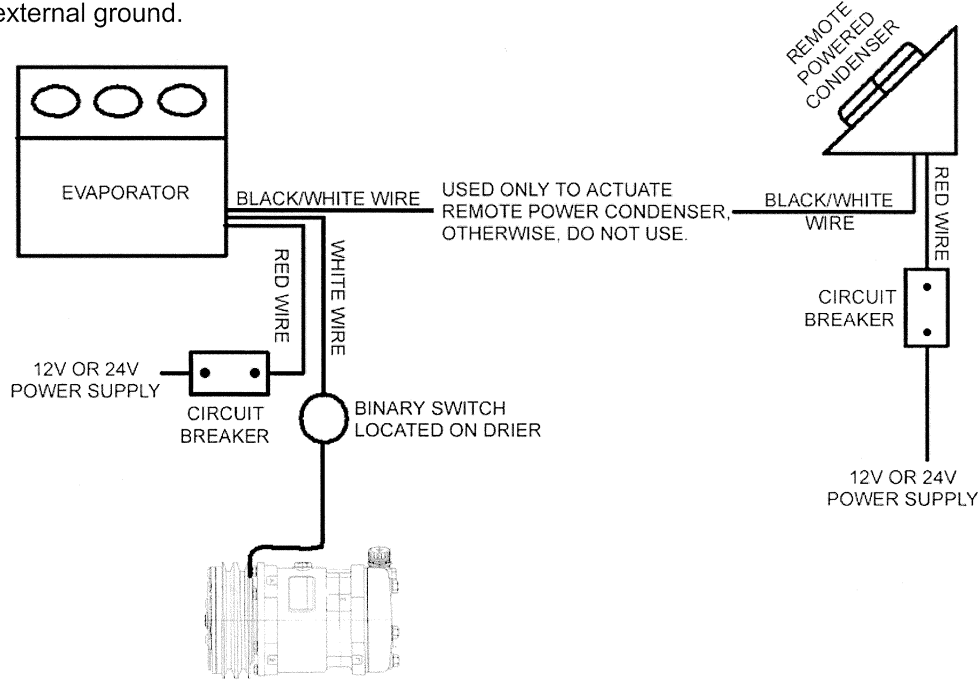 external ground.
REMOTE
POWERED
CONDENSER
EVAPORATOR
BLACK/WHITE WIRE
USED ONLY TO ACTUATE
REMOTE POWER CONDENSER,
OTHERWISE, DO NOT USE.
BLACK/WHITE
WIRE
RED WIRE
RED WIRE
WHITE WIRE
CIRCUIT
BREAKER
12V OR 24V
POWER SUPPLY
CIRCUIT
BREAKER
BINARY SWITCH
LOCATED ON DRIER
12V OR 24V
POWER SUPPLY